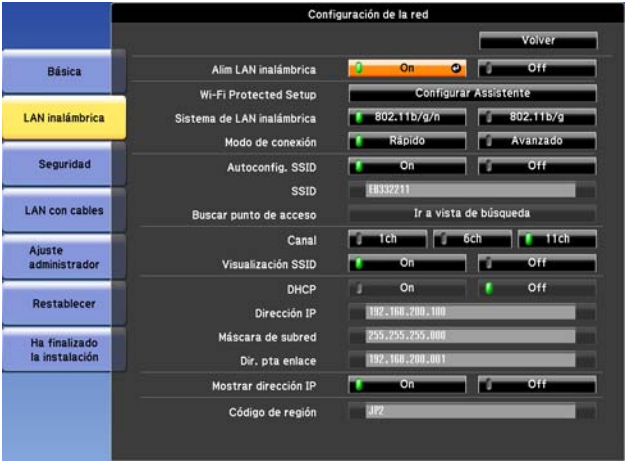 Configuración de la red
Volver
Básica
LAN inalámbrica
Seguridad
LAN con cables
Ajuste
administrador
Restablecer
Ha finalizado
la instalación
Alim LAN inalámbrica On Off
Wi-Fi Protected Setup Configurar Assistente
Sistema de LAN inalámbrica 802.11b/g/n 802.11b/g
Modo de conexión Rápido Avanzado
Autoconfig. SSID On Off
SSID EB332211
Buscar punto de acceso Ir a vista de búsqueda
Canal 1ch 6ch 11ch
Visualización SSID On Off
DHCP On Off
Dirección IP 192.168.200.100
Máscara de subred 255.255.255.000
Dir. pta enlace 192.168.200.001
Mostrar dirección IP On Off
Código de región JP2